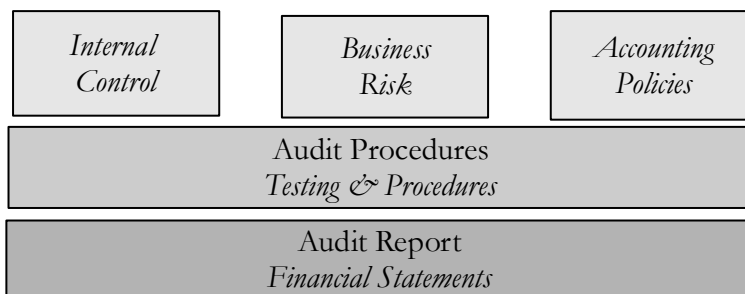 Internal
Control
Business
Risk
Accounting
Policies
Audit Procedures
Testing & Procedures
Audit Report
Financial Statements